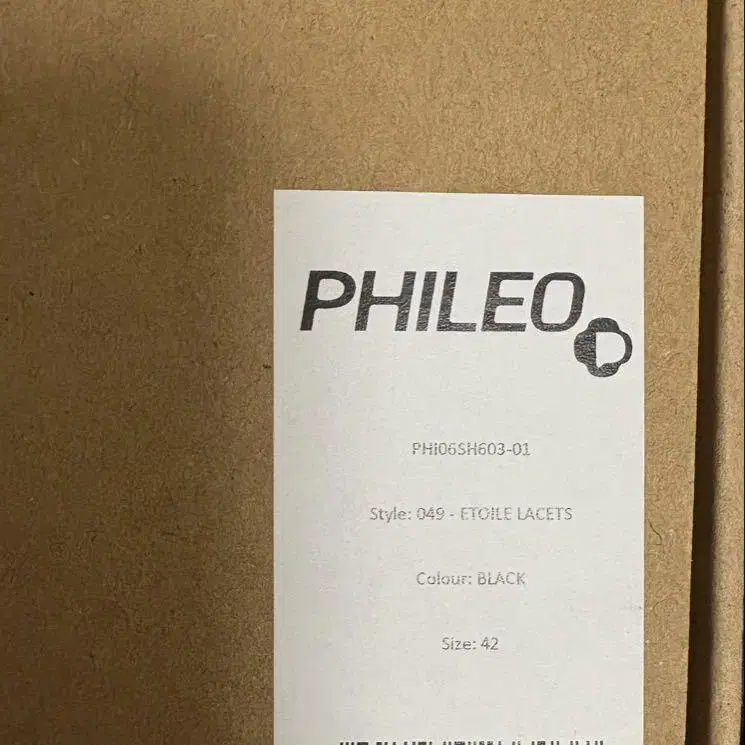 PHILEO
PHI06SH603-01
Style: 049 - ETOILE LACETS
Colour: BLACK
Size: 42